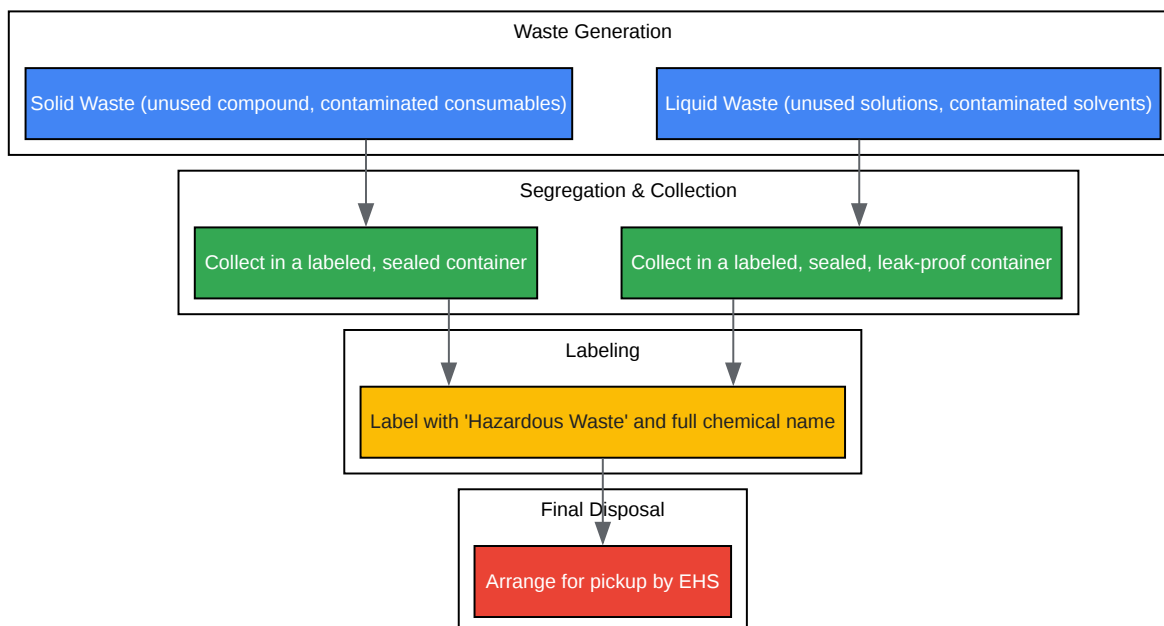 Waste Generation
Solid Waste (unused compound, contaminated consumables)
Liquid Waste (unused solutions, contaminated solvents)
Segregation & Collection
Collect in a labeled, sealed container
Collect in a labeled, sealed, leak-proof container
Labeling
Label with 'Hazardous Waste' and full chemical name
Final Disposal
Arrange for pickup by EHS